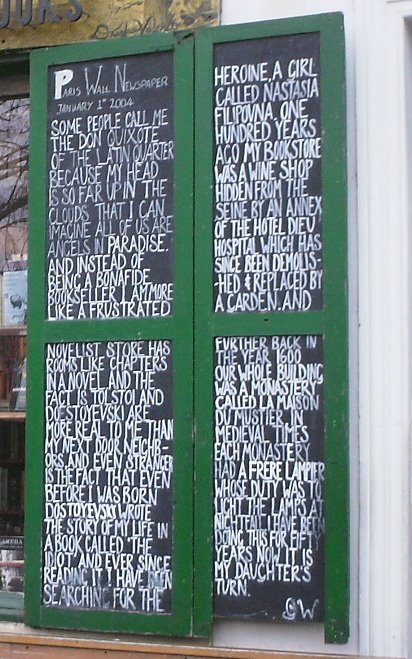 OOKS
PARIS WALL NEWSPAPER
JANUARY 1ST 2004
SOME PEOPLE CALL ME
THE DON QUIXOTE
OF THE LATIN QUARTER
BECAUSE MY HEAD
IS SO FAR UP IN THE
CLOUDS THAT I CAN
IMAGINE ALL OF US ARE
ANGELS IN PARADISE.
AND INSTEAD OF
BEING A BONAFIDE
BOOKSELLER I AM MORE
LIKE A FRUSTRATED
NOVELIST STORE HAS
ROOMS LIKE CHAPTERS
IN A NOVEL AND THE
FACT IS TOLSTOI AND
DOSTOYEVSKI ARE
MORE REAL TO ME THAN
MY NEXT DOOR NEIGHB-
ORS AND EVEN STRANGER
IS THE FACT THAT EVEN
BEFORE I WAS BORN
DOSTOYEVSKY WROTE
THE STORY OF MY LIFE IN
A BOOK CALLED 'THE
IDIOT' AND EVER SINCE
READING IT I HAVE BEEN
SEARCHING FOR THE
HEROINE, A GIRL
CALLED NASTASIA
FILIPOVNA. ONE
HUNDRED YEARS
AGO MY BOOKSTORE
WAS A WINE SHOP
HIDDEN FROM THE
SEINE BY AN ANNEX
OF THE HOTEL DIEU
HOSPITAL WHICH HAS
SINCE BEEN DEMOLIS-
-HED & REPLACED BY
A GARDEN. AND
FURTHER BACK IN
THE YEAR 1600
OUR WHOLE BUILDING
WAS A MONASTERY
CALLED LA MAISON
DU MUSTIER. IN
MEDIEVAL TIMES
EACH MONASTERY
HAD A FRERE LAMPIER
WHOSE DUTY WAS TO
LIGHT THE LAMPS AT
NIGHTFALL I HAVE BEEN
DOING THIS FOR FIFTY
YEARS NOW IT IS
MY DAUGHTER'S
TURN.
GW